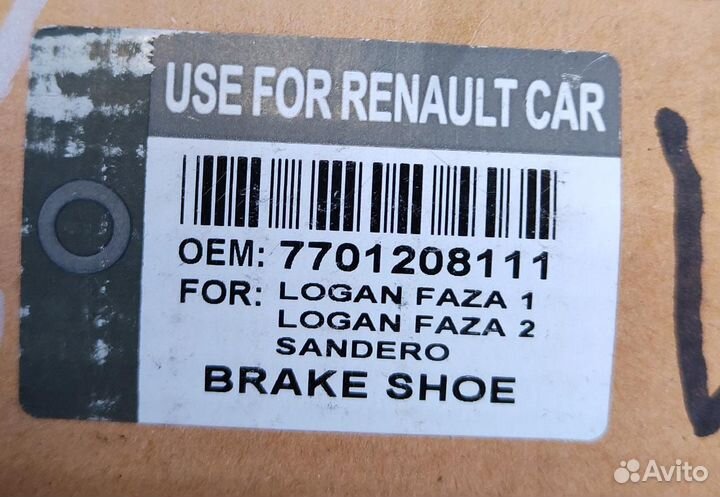 USE FOR RENAULT CAR
OEM: 7701208111
FOR: LOGAN FAZA 1
LOGAN FAZA 2
SANDERO
BRAKE SHOE
Avito